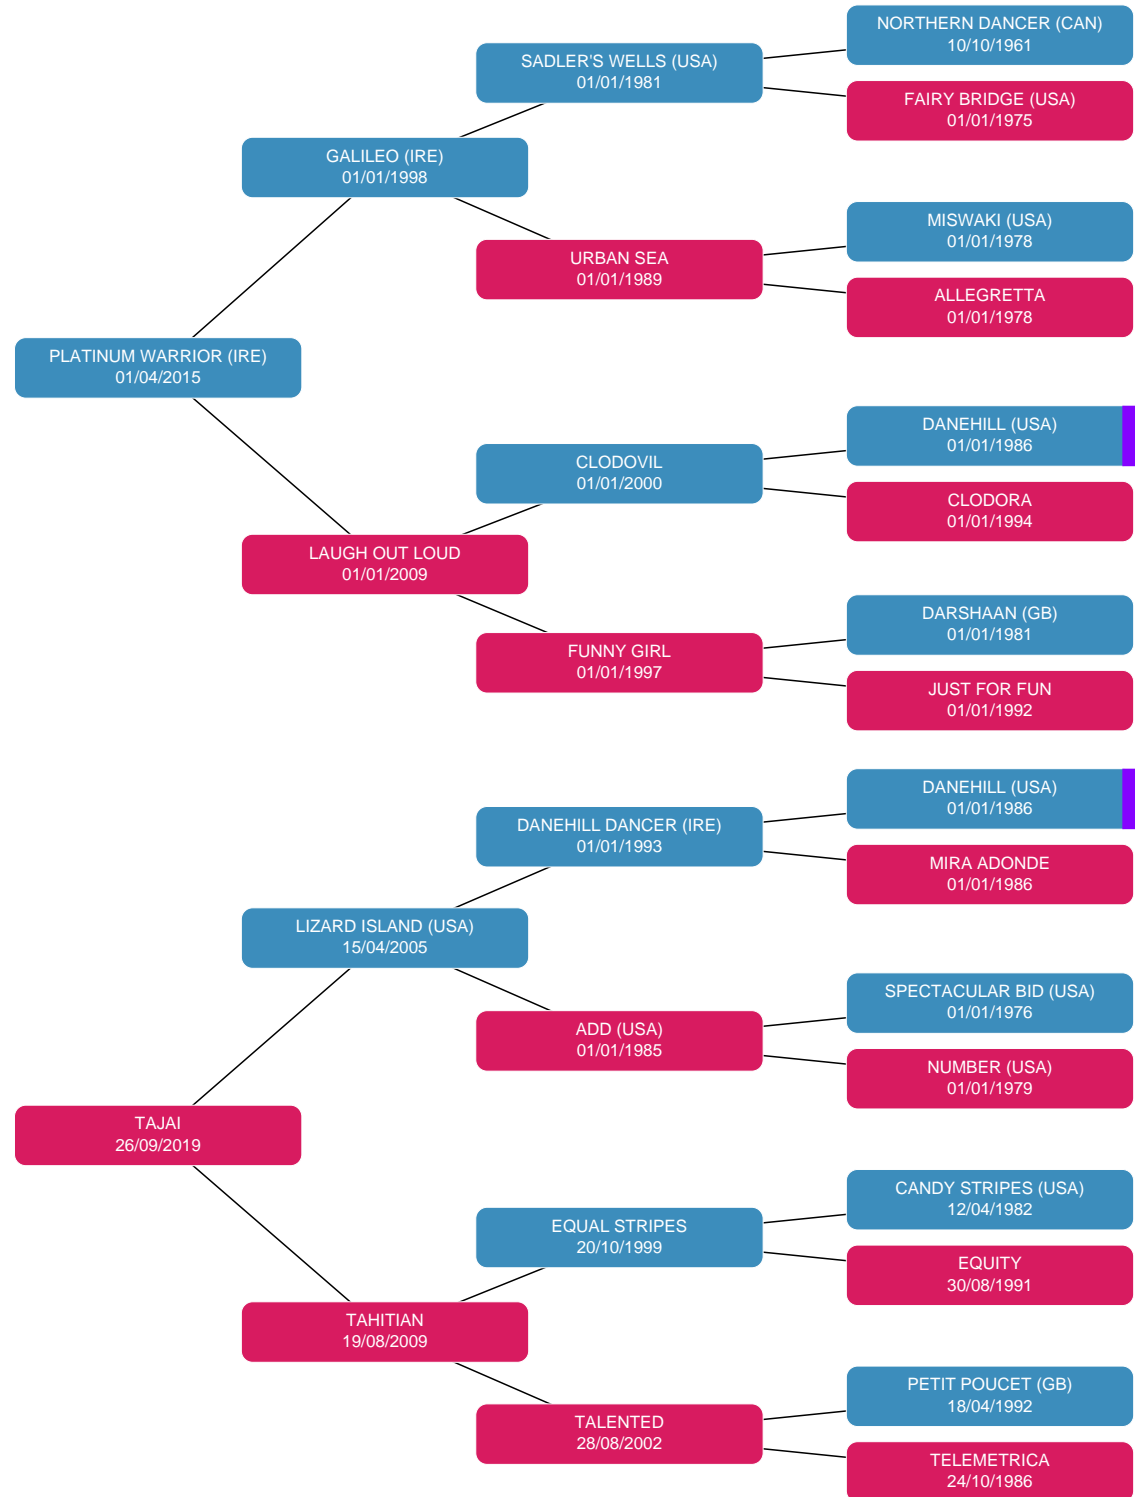 NORTHERN DANCER (CAN)
10/10/1961
SADLER'S WELLS (USA)
01/01/1981
FAIRY BRIDGE (USA)
01/01/1975
GALILEO (IRE)
01/01/1998
MISWAKI (USA)
01/01/1978
URBAN SEA
01/01/1989
ALLEGRETTA
01/01/1978
PLATINUM WARRIOR (IRE)
01/04/2015
DANEHILL (USA)
01/01/1986
CLODOVIL
01/01/2000
CLODORA
01/01/1994
LAUGH OUT LOUD
01/01/2009
DARSHAAN (GB)
01/01/1981
FUNNY GIRL
01/01/1997
JUST FOR FUN
01/01/1992
DANEHILL (USA)
01/01/1986
DANEHILL DANCER (IRE)
01/01/1993
MIRA ADONDE
01/01/1986
LIZARD ISLAND (USA)
15/04/2005
SPECTACULAR BID (USA)
01/01/1976
ADD (USA)
01/01/1985
NUMBER (USA)
01/01/1979
TAJAI
26/09/2019
CANDY STRIPES (USA)
12/04/1982
EQUAL STRIPES
20/10/1999
EQUITY
30/08/1991
TAHITIAN
19/08/2009
PETIT POUCET (GB)
18/04/1992
TALENTED
28/08/2002
TELEMETRICA
24/10/1986